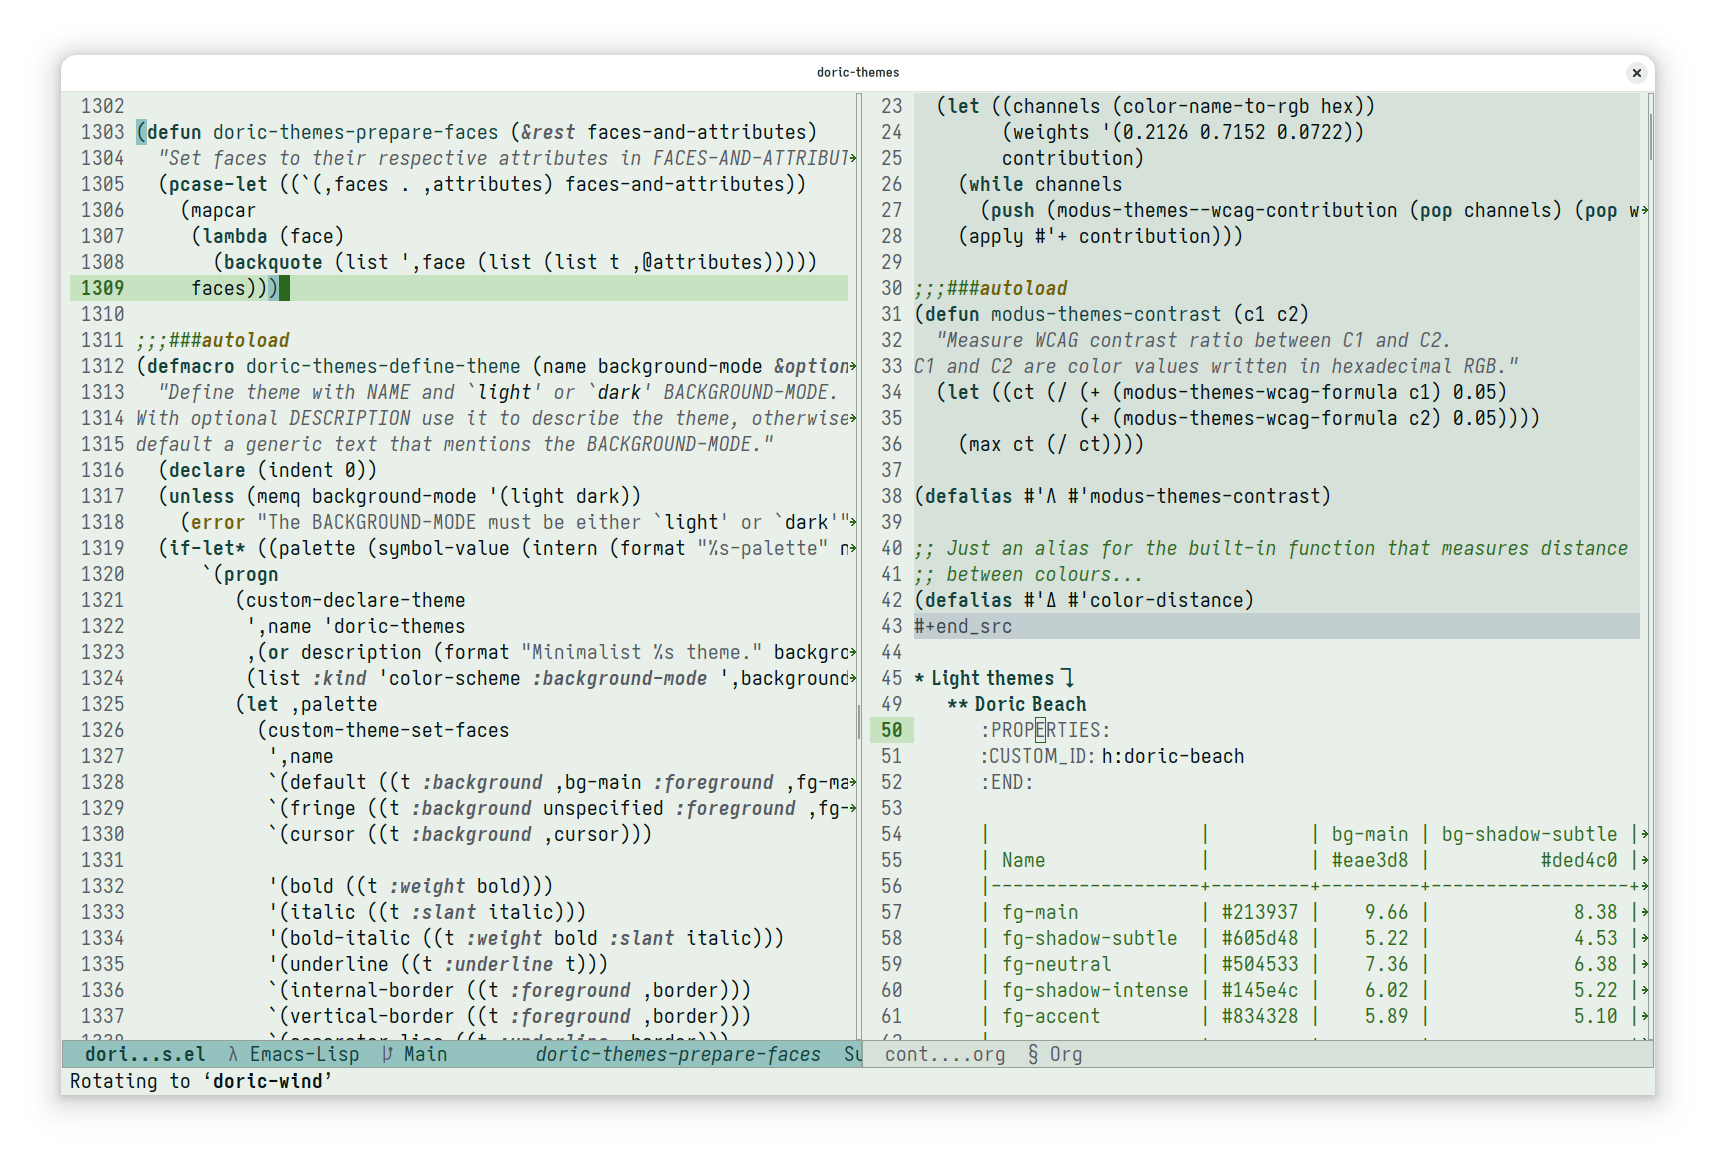 doric-themes
1302
1303 (defun doric-themes-prepare-faces (&rest faces-and-attributes)
1304   "Set faces to their respective attributes in FACES-AND-ATTRIBUT
1305   (pcase-let ((`(,faces . ,attributes) faces-and-attributes))
1306     (mapcar
1307      (lambda (face)
1308        (backquote (list ',face (list (list t ,@attributes)))))
1309      faces)))
1310
1311 ;;;###autoload
1312 (defmacro doric-themes-define-theme (name background-mode &option
1313   "Define theme with NAME and `light' or `dark' BACKGROUND-MODE.
1314 With optional DESCRIPTION use it to describe the theme, otherwise
1315 default a generic text that mentions the BACKGROUND-MODE."
1316   (declare (indent 0))
1317   (unless (memq background-mode '(light dark))
1318     (error "The BACKGROUND-MODE must be either `light' or `dark'"
1319   (if-let* ((palette (symbol-value (intern (format "%s-palette" n
1320       `(progn
1321          (custom-declare-theme
1322           ',name 'doric-themes
1323           ,(or description (format "Minimalist %s theme." backgro
1324           (list :kind 'color-scheme :background-mode ',background
1325          (let ,palette
1326            (custom-theme-set-faces
1327             ',name
1328             `(default ((t :background ,bg-main :foreground ,fg-ma
1329             `(fringe ((t :background unspecified :foreground ,fg-
1330             `(cursor ((t :background ,cursor)))
1331
1332             '(bold ((t :weight bold)))
1333             '(italic ((t :slant italic)))
1334             '(bold-italic ((t :weight bold :slant italic)))
1335             '(underline ((t :underline t)))
1336             `(internal-border ((t :foreground ,border)))
1337             `(vertical-border ((t :foreground ,border)))
dori...s.el λ Emacs-Lisp Main doric-themes-prepare-faces Su
23   (let ((channels (color-name-to-rgb hex))
24         (weights '(0.2126 0.7152 0.0722))
25         contribution)
26     (while channels
27       (push (modus-themes--wcag-contribution (pop channels) (pop w
28     (apply #'+ contribution)))
29
30 ;;;###autoload
31 (defun modus-themes-contrast (c1 c2)
32   "Measure WCAG contrast ratio between C1 and C2.
33 C1 and C2 are color values written in hexadecimal RGB."
34   (let ((ct (/ (+ (modus-themes-wcag-formula c1) 0.05)
35                (+ (modus-themes-wcag-formula c2) 0.05))))
36     (max ct (/ ct))))
37
38 (defalias #'Λ #'modus-themes-contrast)
39
40 ;; Just an alias for the built-in function that measures distance
41 ;; between colours...
42 (defalias #'Δ #'color-distance)
43 #+end_src
44
45 * Light themes ⤵
49    ** Doric Beach
50       :PROPERTIES:
51       :CUSTOM_ID: h:doric-beach
52       :END:
53
54       |                   |         | bg-main | bg-shadow-subtle |
55       | Name              |         | #eae3d8 |          #ded4c0 |
56       |-------------------+---------+---------+------------------+
57       | fg-main           | #213937 |    9.66 |             8.38 |
58       | fg-shadow-subtle  | #605d48 |    5.22 |             4.53 |
59       | fg-neutral        | #504533 |    7.36 |             6.38 |
60       | fg-shadow-intense | #145e4c |    6.02 |             5.22 |
61       | fg-accent         | #834328 |    5.89 |             5.10 |
cont....org § Org
Rotating to ‘doric-wind’